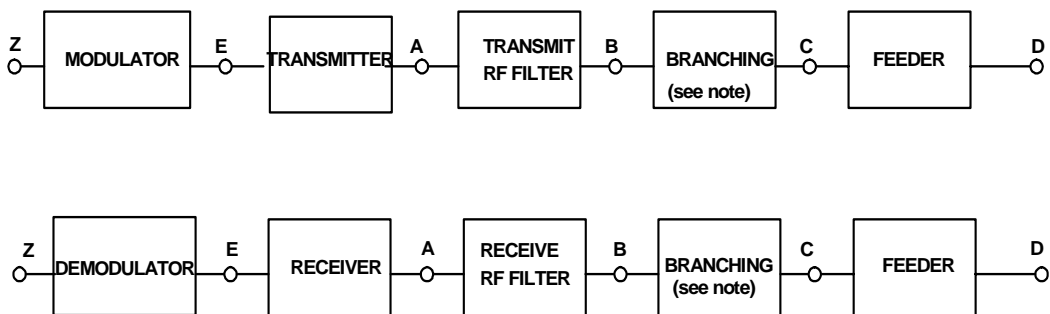 Z MODULATOR E TRANSMITTER A TRANSMIT RF FILTER B BRANCHING (see note) C FEEDER D
Z DEMODULATOR E RECEIVER A RECEIVE RF FILTER B BRANCHING (see note) C FEEDER D